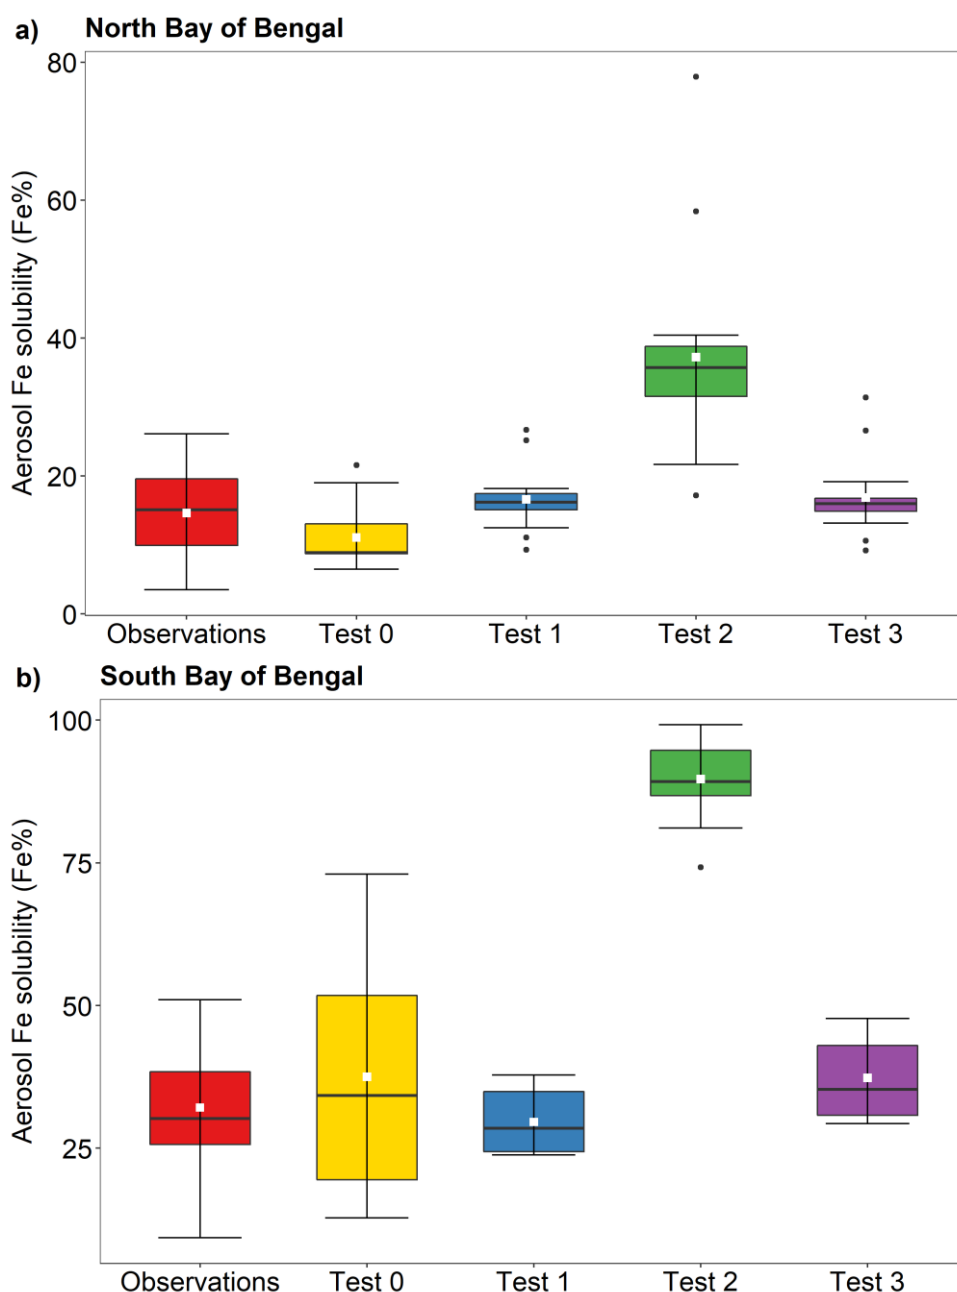 a) North Bay of Bengal
Aerosol Fe solubility (Fe%)
80
60
40
20
0
Observations Test 0 Test 1 Test 2 Test 3
b) South Bay of Bengal
Aerosol Fe solubility (Fe%)
100
75
50
25
Observations Test 0 Test 1 Test 2 Test 3